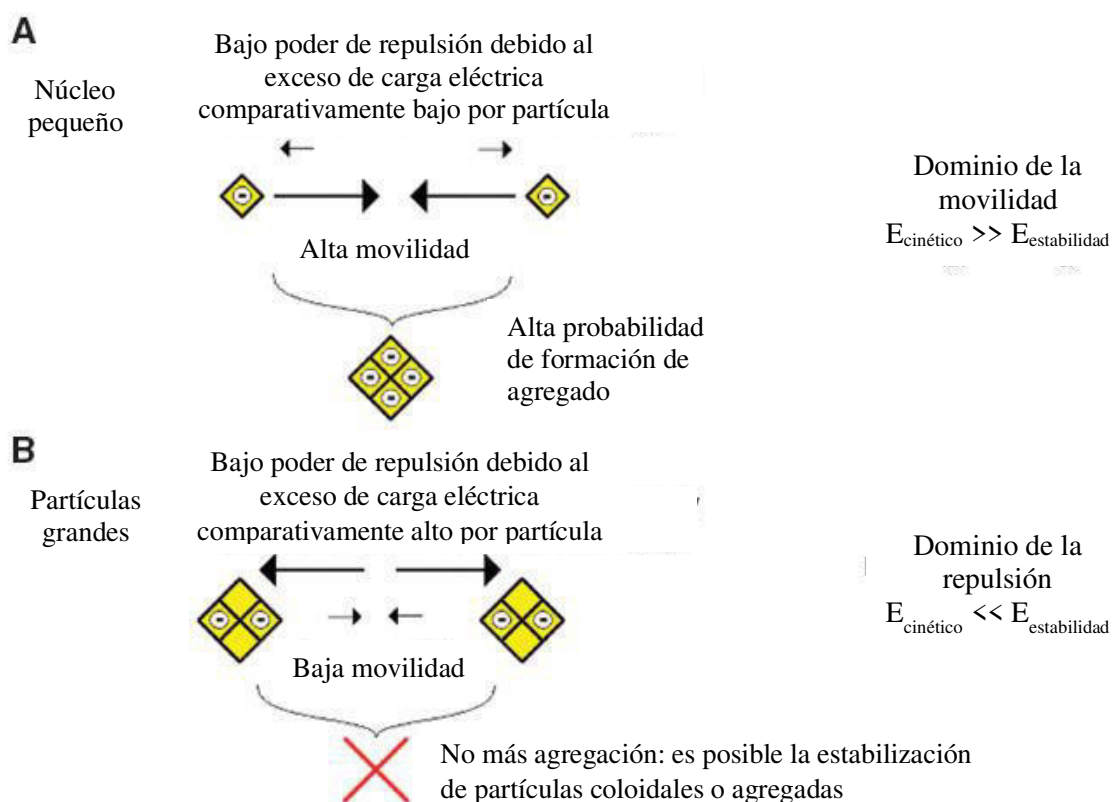 A
Núcleo
pequeño
Bajo poder de repulsión debido al
exceso de carga eléctrica
comparativamente bajo por partícula
Alta movilidad
Alta probabilidad
de formación de
agregado
Dominio de la
movilidad
Ecinético >> Eestabilidad
B
Partículas
grandes
Bajo poder de repulsión debido al
exceso de carga eléctrica
comparativamente alto por partícula
Baja movilidad
Dominio de la
repulsión
Ecinético << Eestabilidad
No más agregación: es posible la estabilización
de partículas coloidales o agregadas